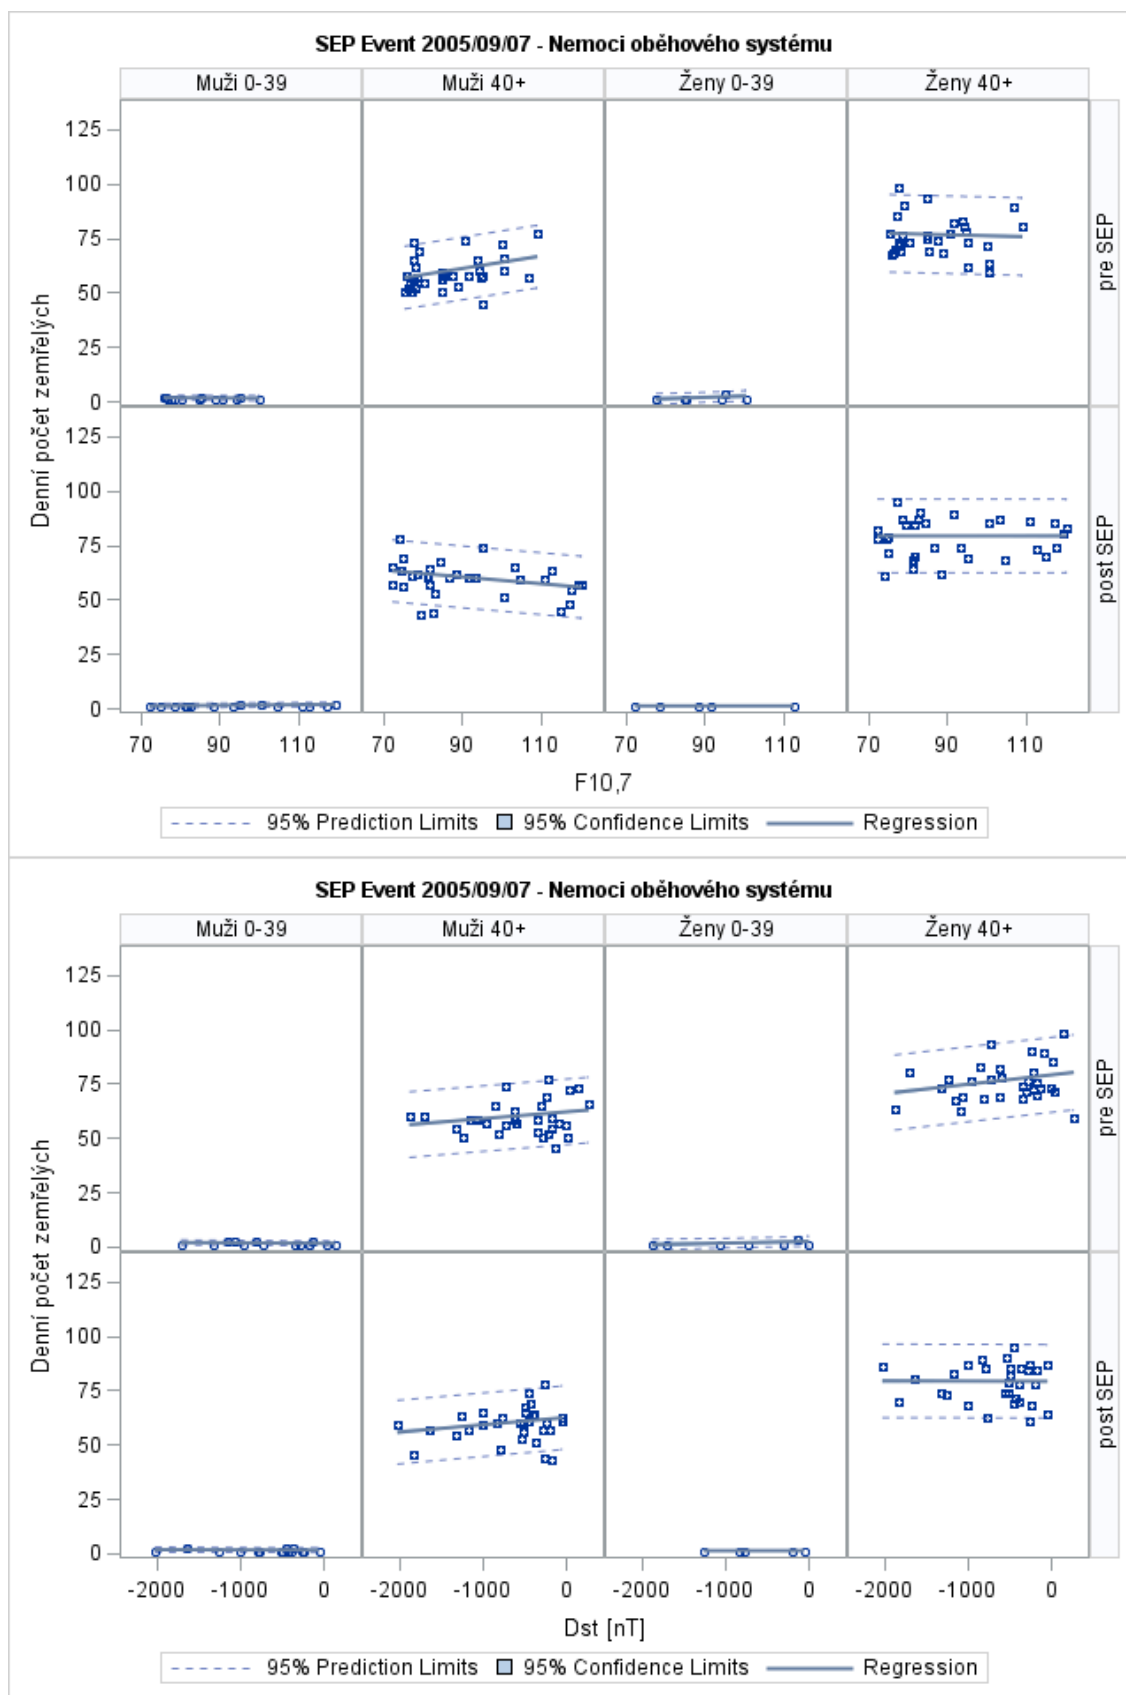 SEP Event 2005/09/07 - Nemoci oběhového systému
Muži 0-39 Muži 40+ Ženy 0-39 Ženy 40+
125
100
75
50
25
0
pre SEP
Denní počet zemřelých
125
100
75
50
25
0
post SEP
70 90 110 70 90 110 70 90 110 70 90 110
F10,7
95% Prediction Limits 95% Confidence Limits Regression
SEP Event 2005/09/07 - Nemoci oběhového systému
Muži 0-39 Muži 40+ Ženy 0-39 Ženy 40+
125
100
75
50
25
0
pre SEP
Denní počet zemřelých
125
100
75
50
25
0
post SEP
-2000 -1000 0 -2000 -1000 0 -2000 -1000 0 -2000 -1000 0
Dst [nT]
95% Prediction Limits 95% Confidence Limits Regression